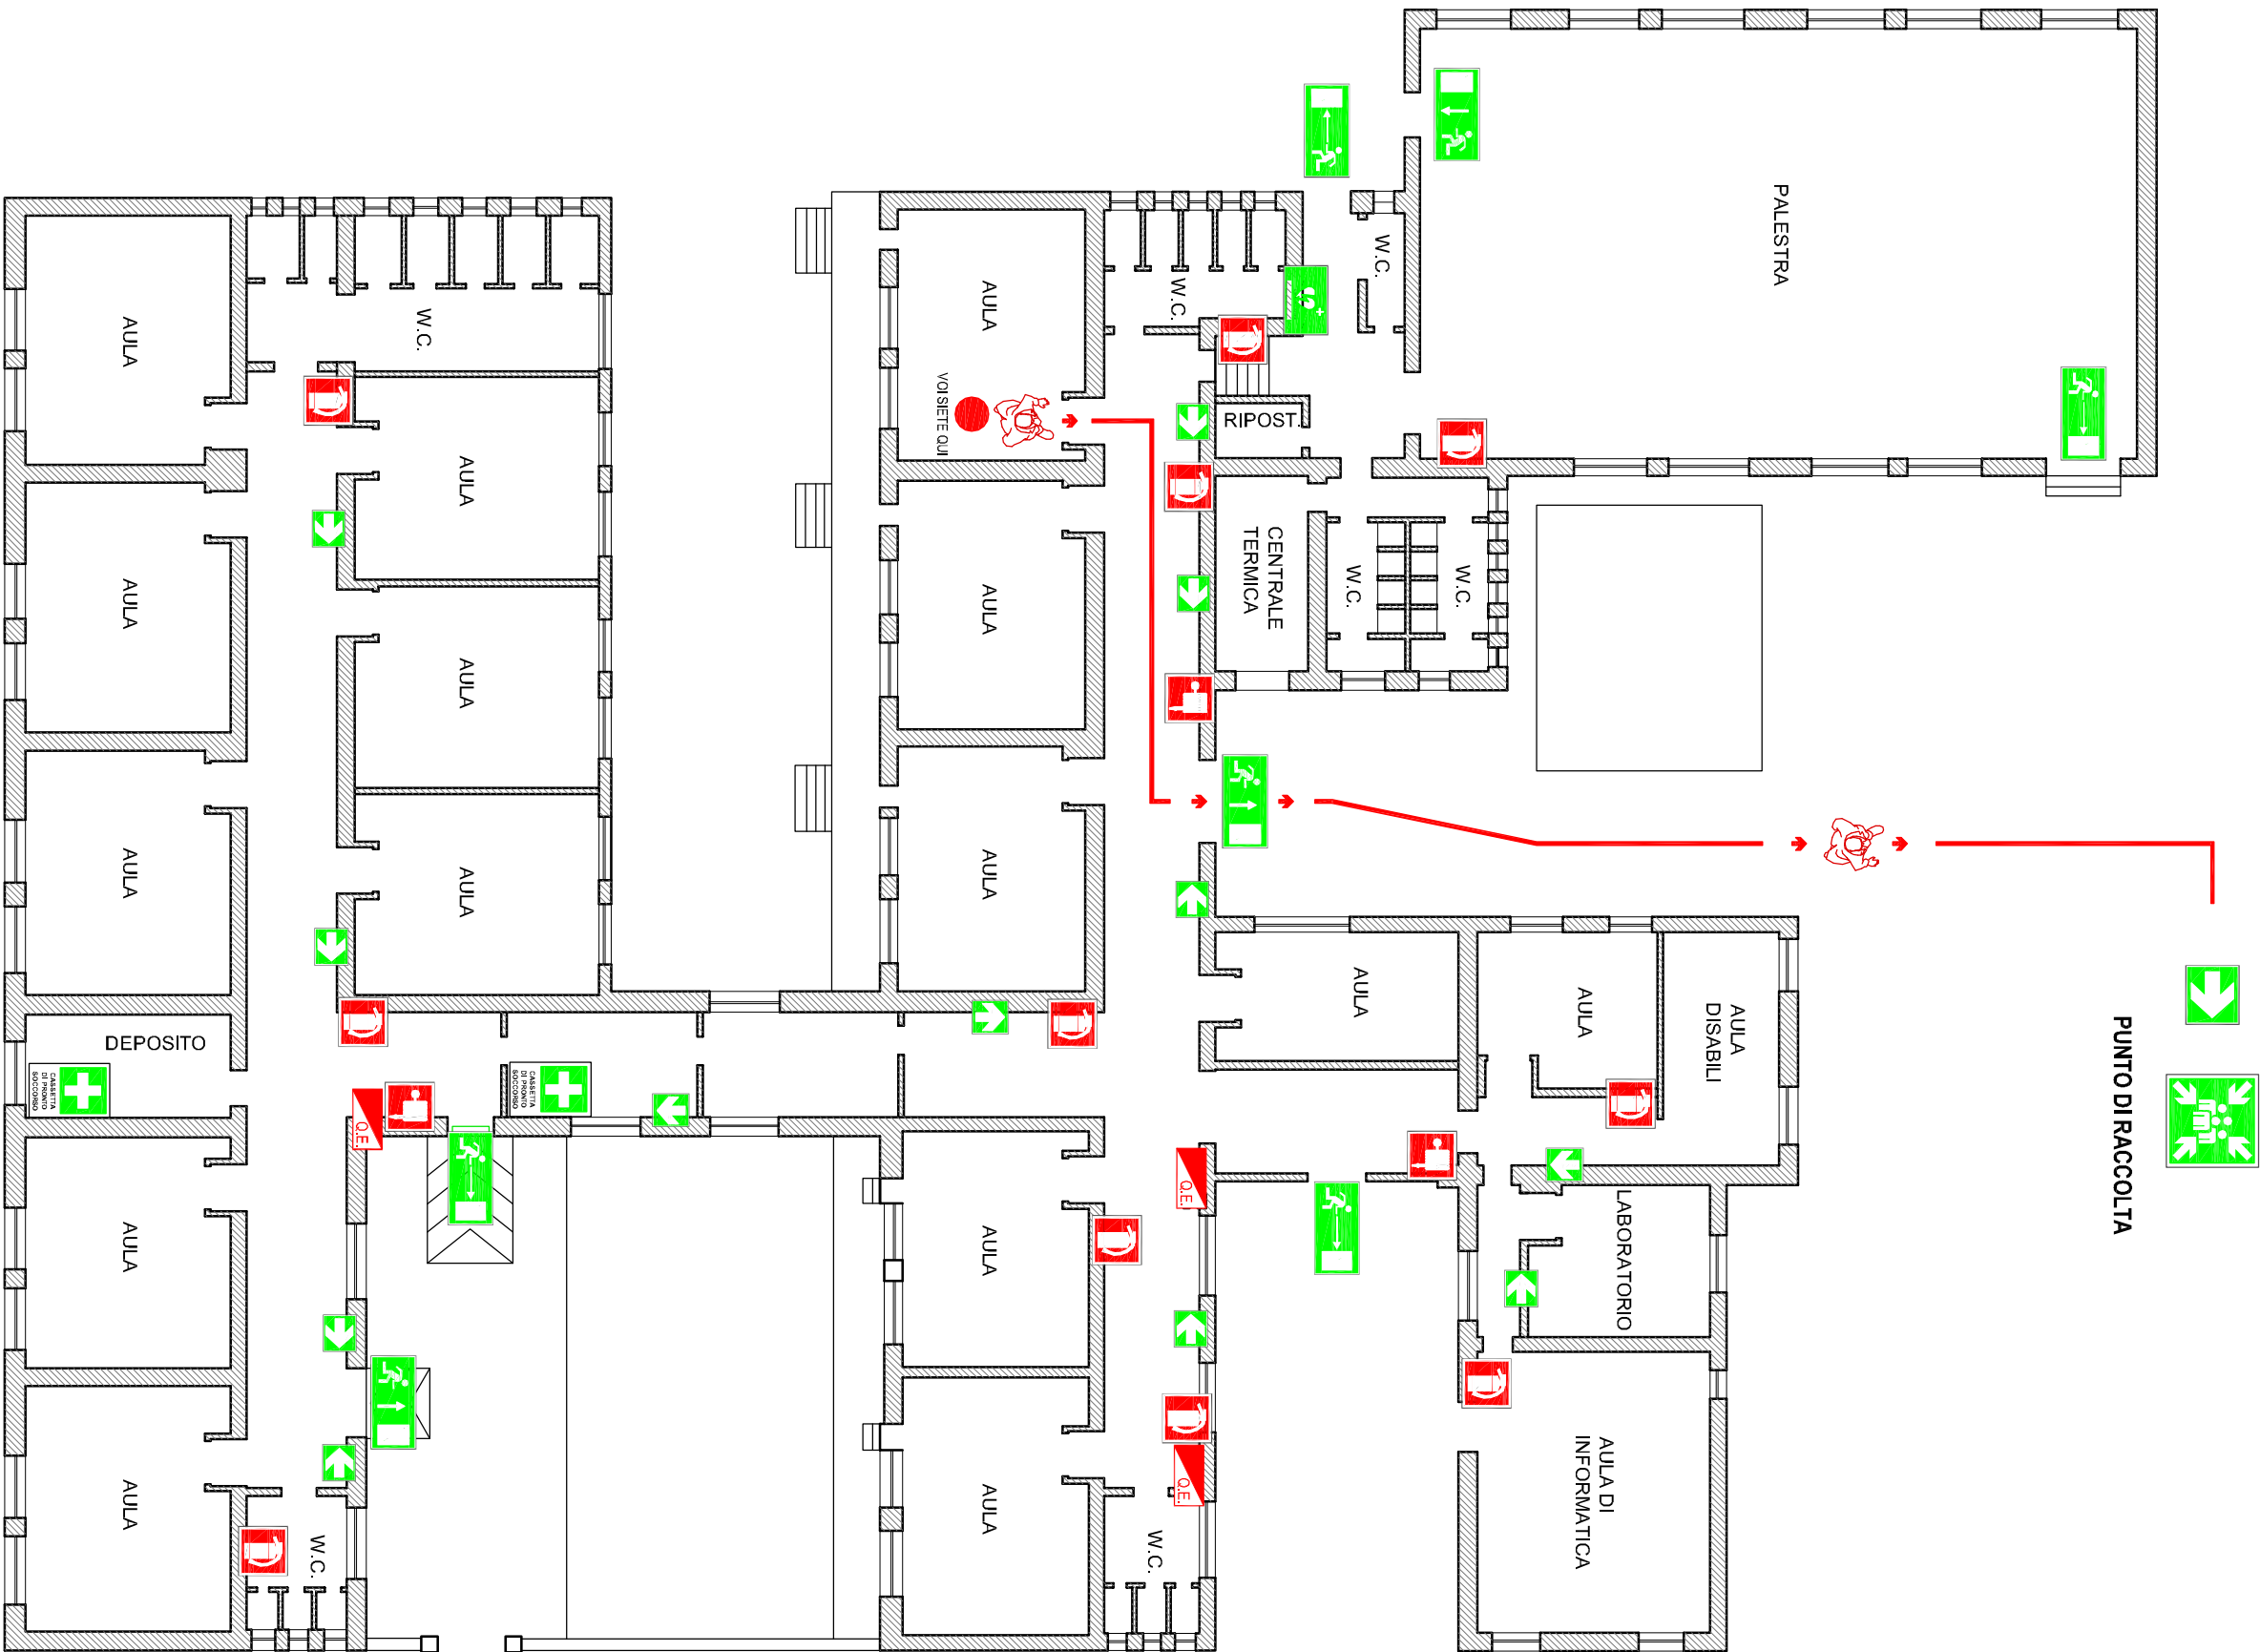 PUNTO DI RACCOLTA
PALESTRA
AULA
DISABILI
LABORATORIO
AULA
AULA DI
INFORMATICA
W.C.
W.C.
W.C.
AULA
CENTRALE
TERMICA
RIPOST.
W.C.
Q.E.
Q.E.
W.C.
AULA
AULA
AULA
AULA
AULA
VOISIETE QUI
CASSETTA
DI PRONTO
SOCCORSO
AULA
AULA
AULA
W.C.
Q.E.
W.C.
DEPOSITO
AULA
AULA
AULA
AULA
AULA
CASSETTA
DI PRONTO
SOCCORSO